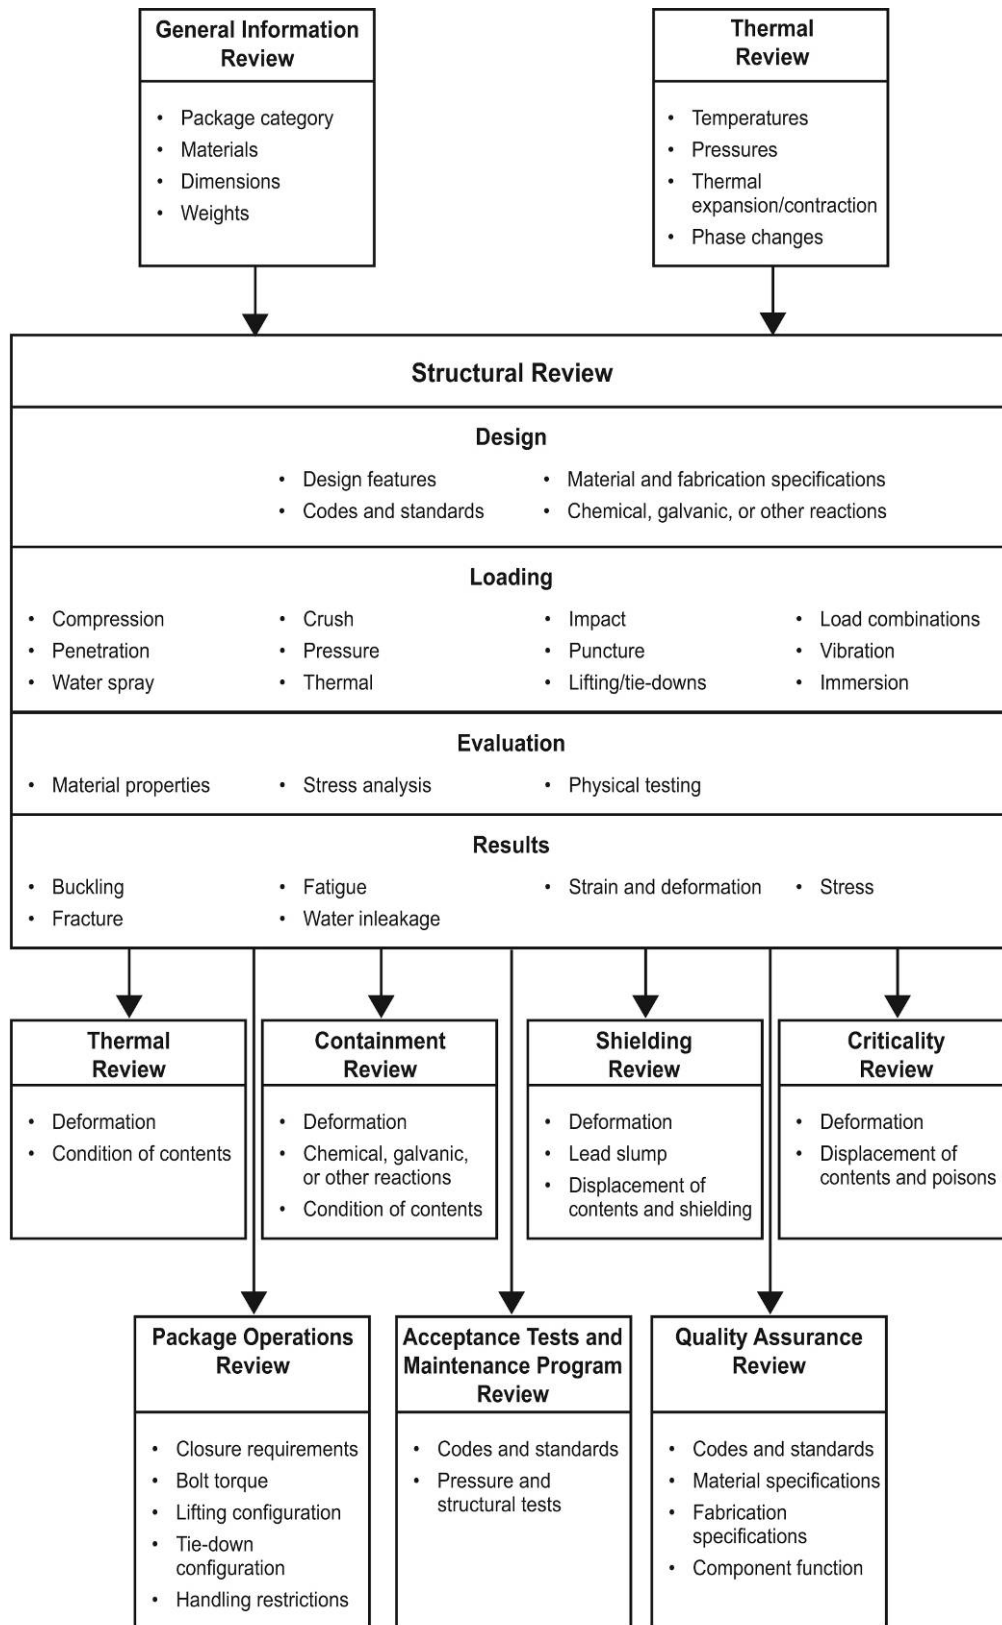 General Information
Review
• Package category
• Materials
• Dimensions
• Weights
Thermal
Review
• Temperatures
• Pressures
• Thermal
expansion/contraction
• Phase changes
Structural Review
Design
• Design features
• Material and fabrication specifications
• Codes and standards
• Chemical, galvanic, or other reactions
Loading
• Compression
• Crush
• Impact
• Load combinations
• Penetration
• Pressure
• Puncture
• Vibration
• Water spray
• Thermal
• Lifting/tie-downs
• Immersion
Evaluation
• Material properties
• Stress analysis
• Physical testing
Results
• Buckling
• Fatigue
• Strain and deformation
• Stress
• Fracture
• Water inleakage
Thermal
Review
• Deformation
• Condition of contents
Containment
Review
• Deformation
• Chemical, galvanic,
or other reactions
• Condition of contents
Shielding
Review
• Deformation
• Lead slump
• Displacement of
contents and shielding
Criticality
Review
• Deformation
• Displacement of
contents and poisons
Package Operations
Review
• Closure requirements
• Bolt torque
• Lifting configuration
• Tie-down
configuration
• Handling restrictions
Acceptance Tests and
Maintenance Program
Review
• Codes and standards
• Pressure and
structural tests
Quality Assurance
Review
• Codes and standards
• Material specifications
• Fabrication
specifications
• Component function